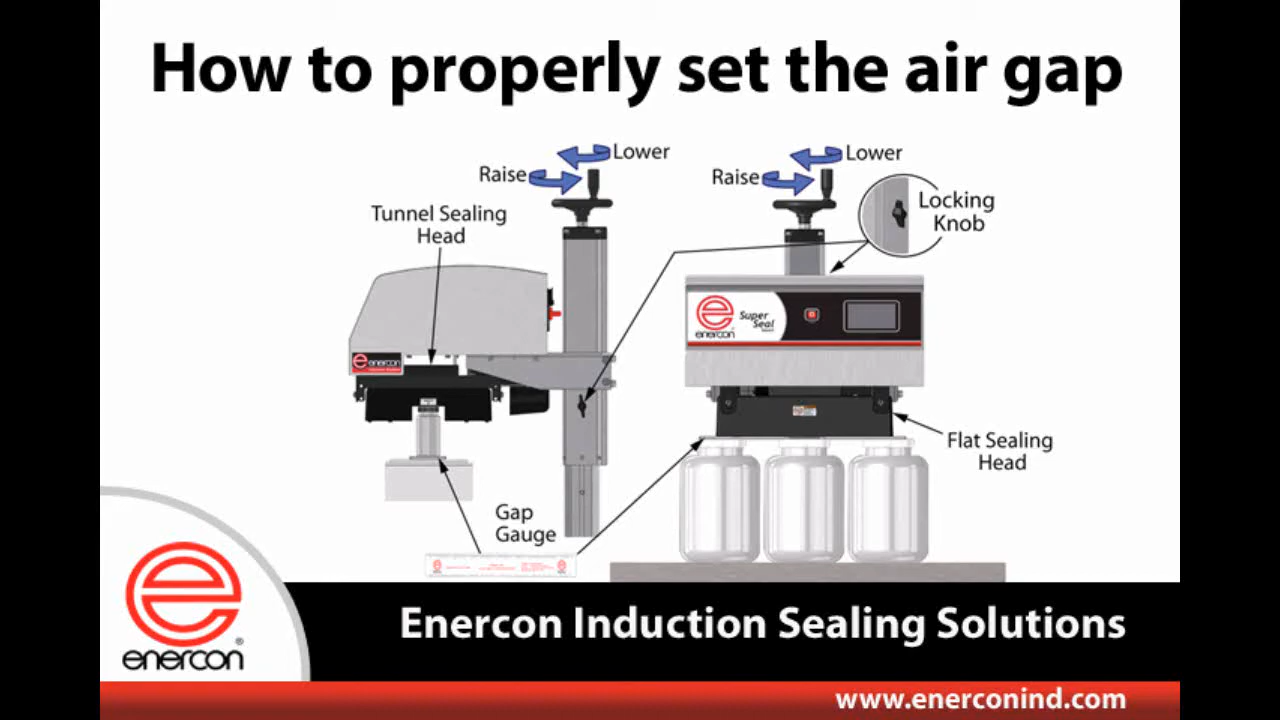 How to properly set the air gap
Lower
Raise
Lower
Raise
Locking
Knob
Tunnel Sealing
Head
enercon
Super
Seal
enercon
Flat Sealing
Head
Gap
Gauge
Enercon Induction Sealing Solutions
enercon®
www.enerconind.com